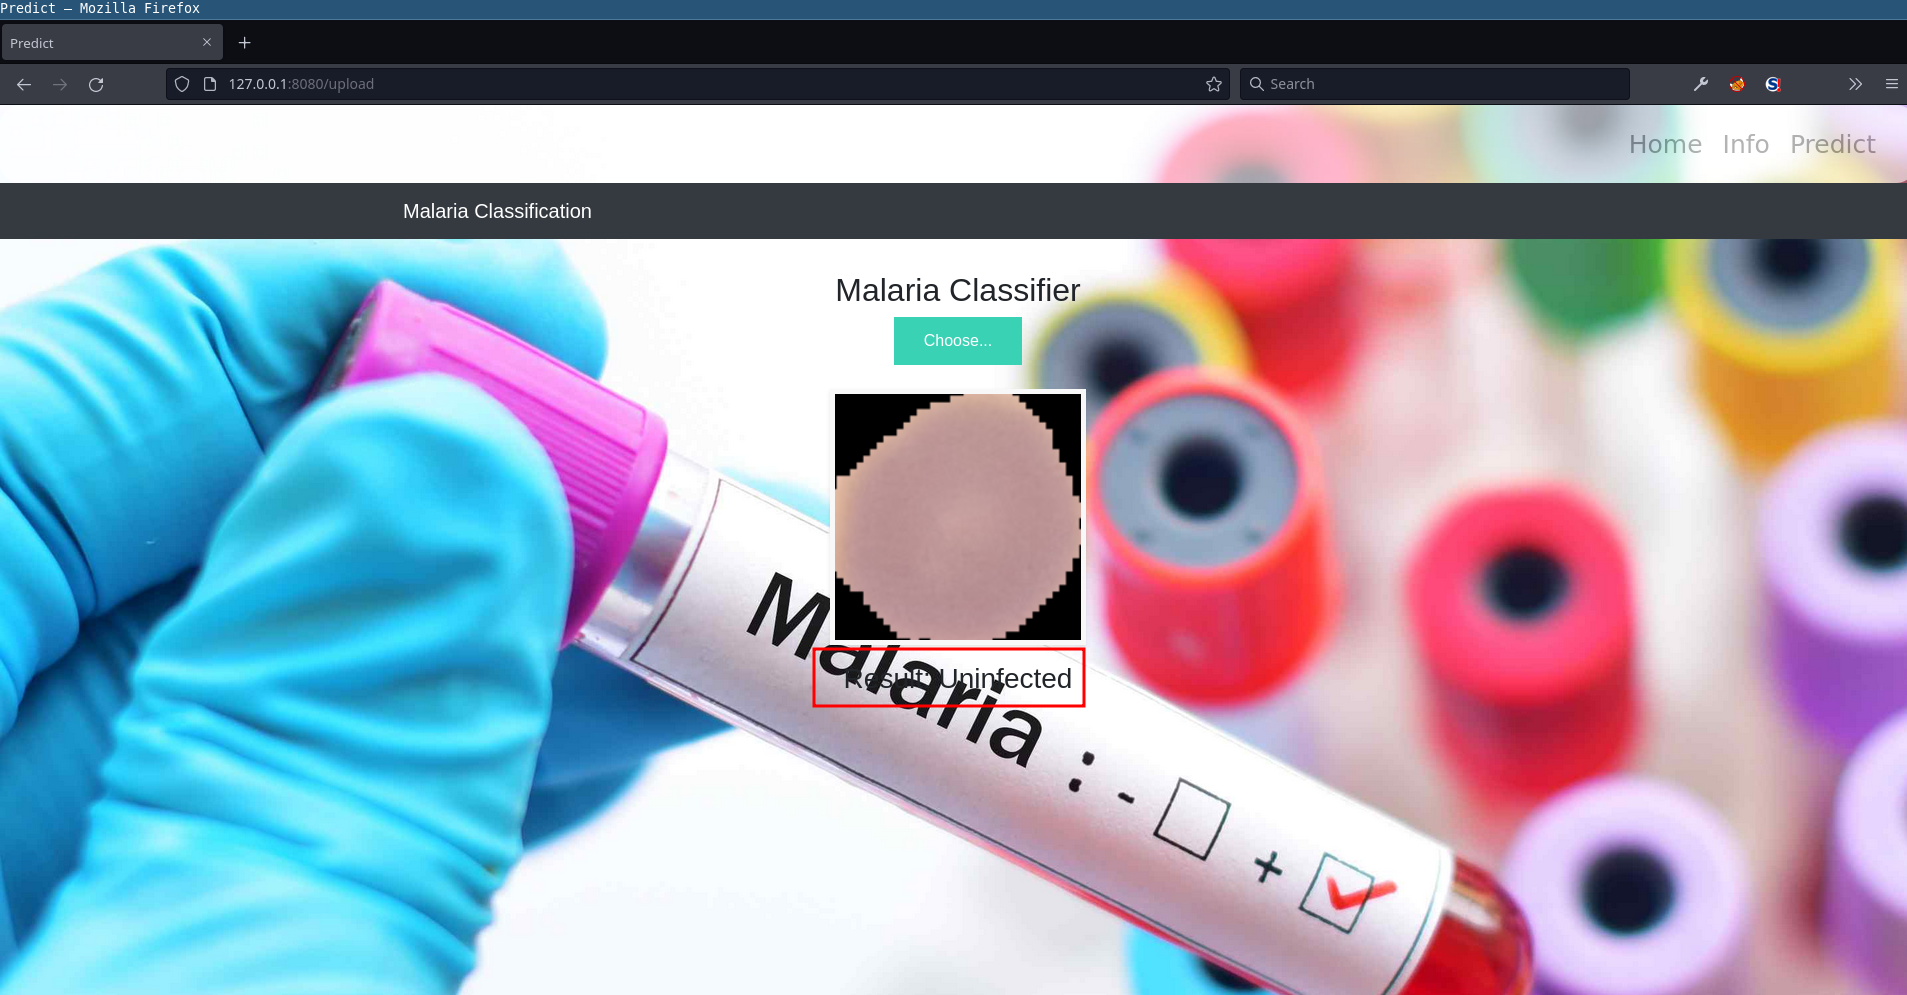 Predict — Mozilla Firefox
Predict
127.0.0.1:8080/upload
Search
Home Info Predict
Malaria Classification
Malaria Classifier
Choose...
Result: Uninfected
Malaria : - +